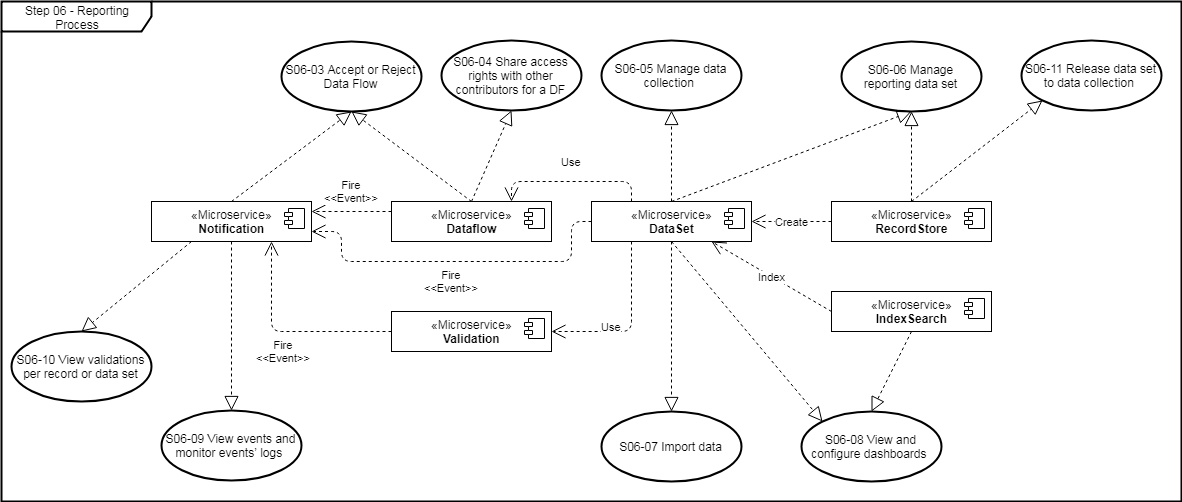 Step 06 - Reporting
Process
S06-03 Accept or Reject
Data Flow
S06-04 Share access
rights with other
contributors for a DF
S06-05 Manage data
collection
S06-06 Manage
reporting data set
S06-11 Release data set
to data collection
Use
Fire
<<Event>>
«Microservice»
Notification
«Microservice»
Dataflow
«Microservice»
DataSet
Create
«Microservice»
RecordStore
Fire
<<Event>>
Index
«Microservice»
IndexSearch
«Microservice»
Validation
Use
Fire
<<Event>>
S06-10 View validations
per record or data set
S06-09 View events and
monitor events' logs
S06-07 Import data
S06-08 View and
configure dashboards